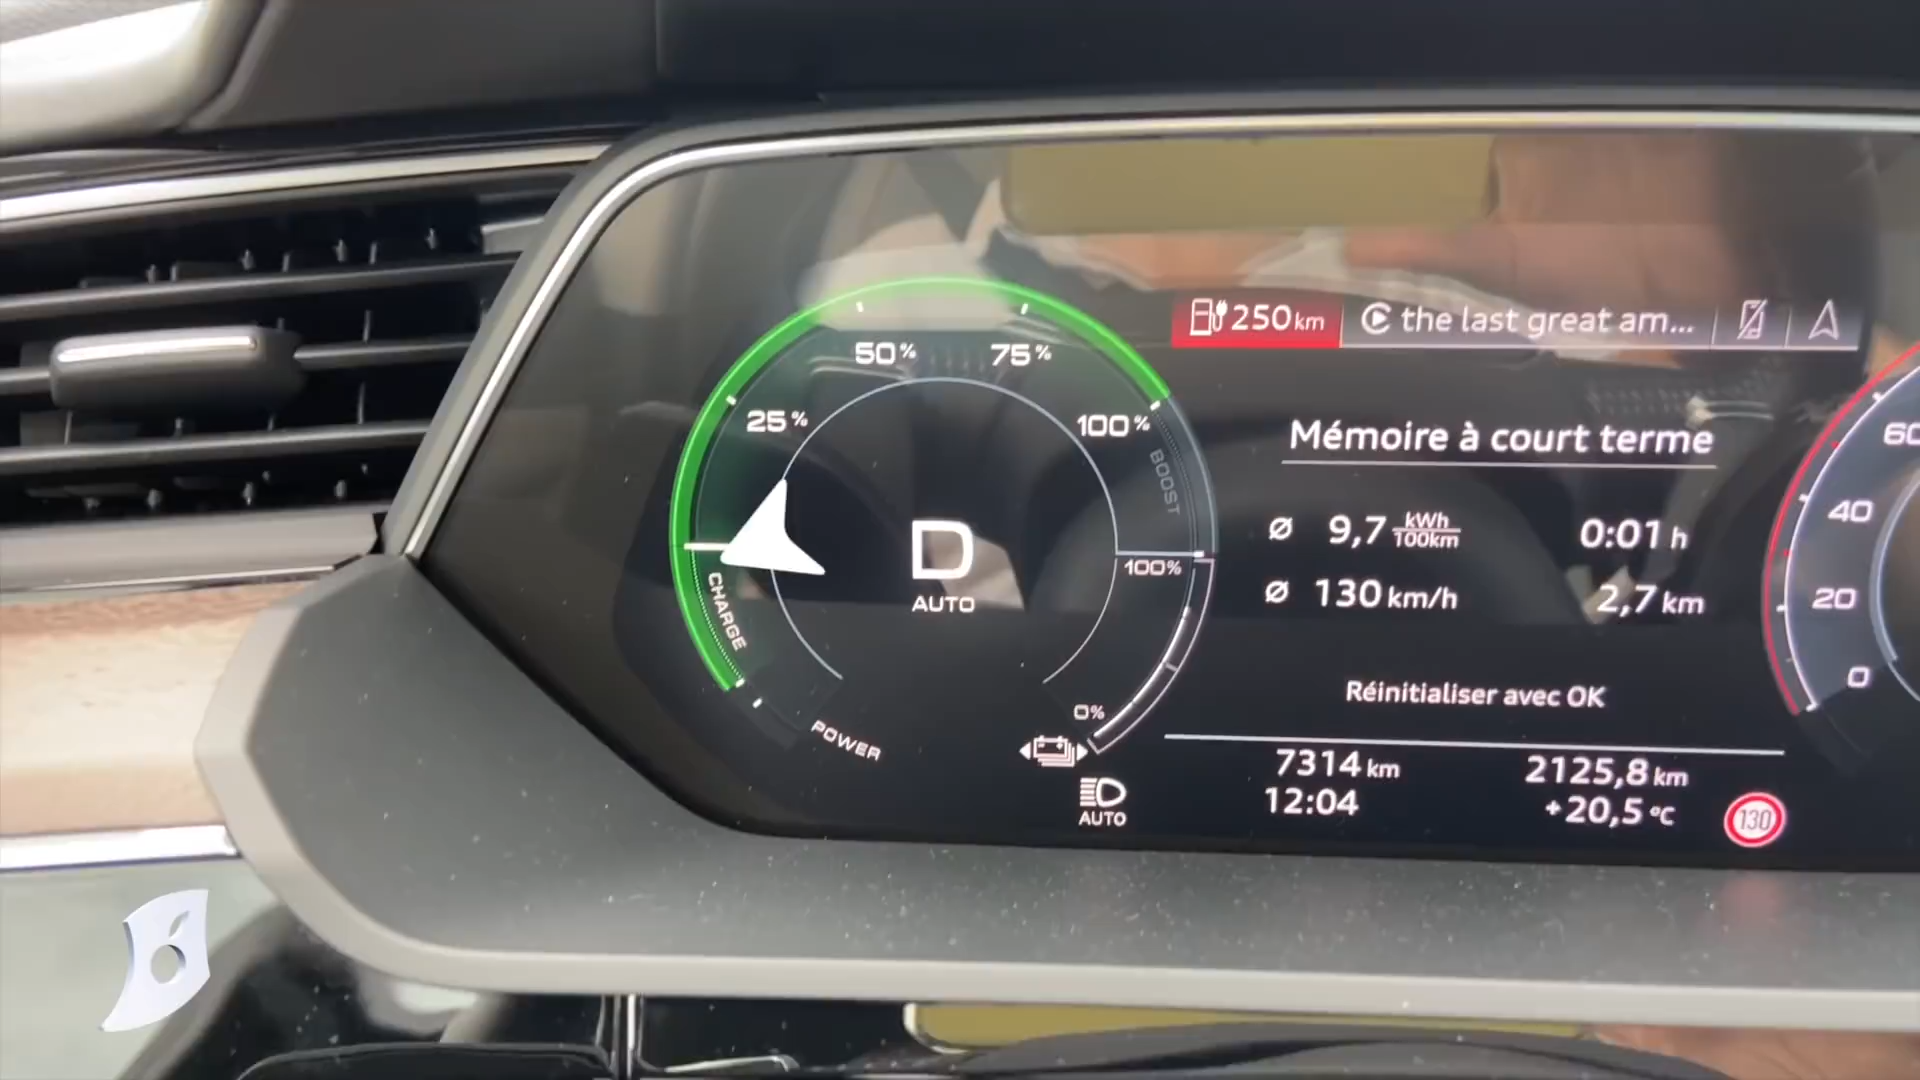 250 km
the last great am...
50 %
75 %
25 %
100 %
BOOST
CHARGE
POWER
D
AUTO
100%
0%
AUTO
Mémoire à court terme
Ø 9,7 kWh/100km 0:01 h
Ø 130 km/h 2,7 km
Réinitialiser avec OK
7314 km 2125,8 km
12:04 +20,5 °C
130
60
40
20
0